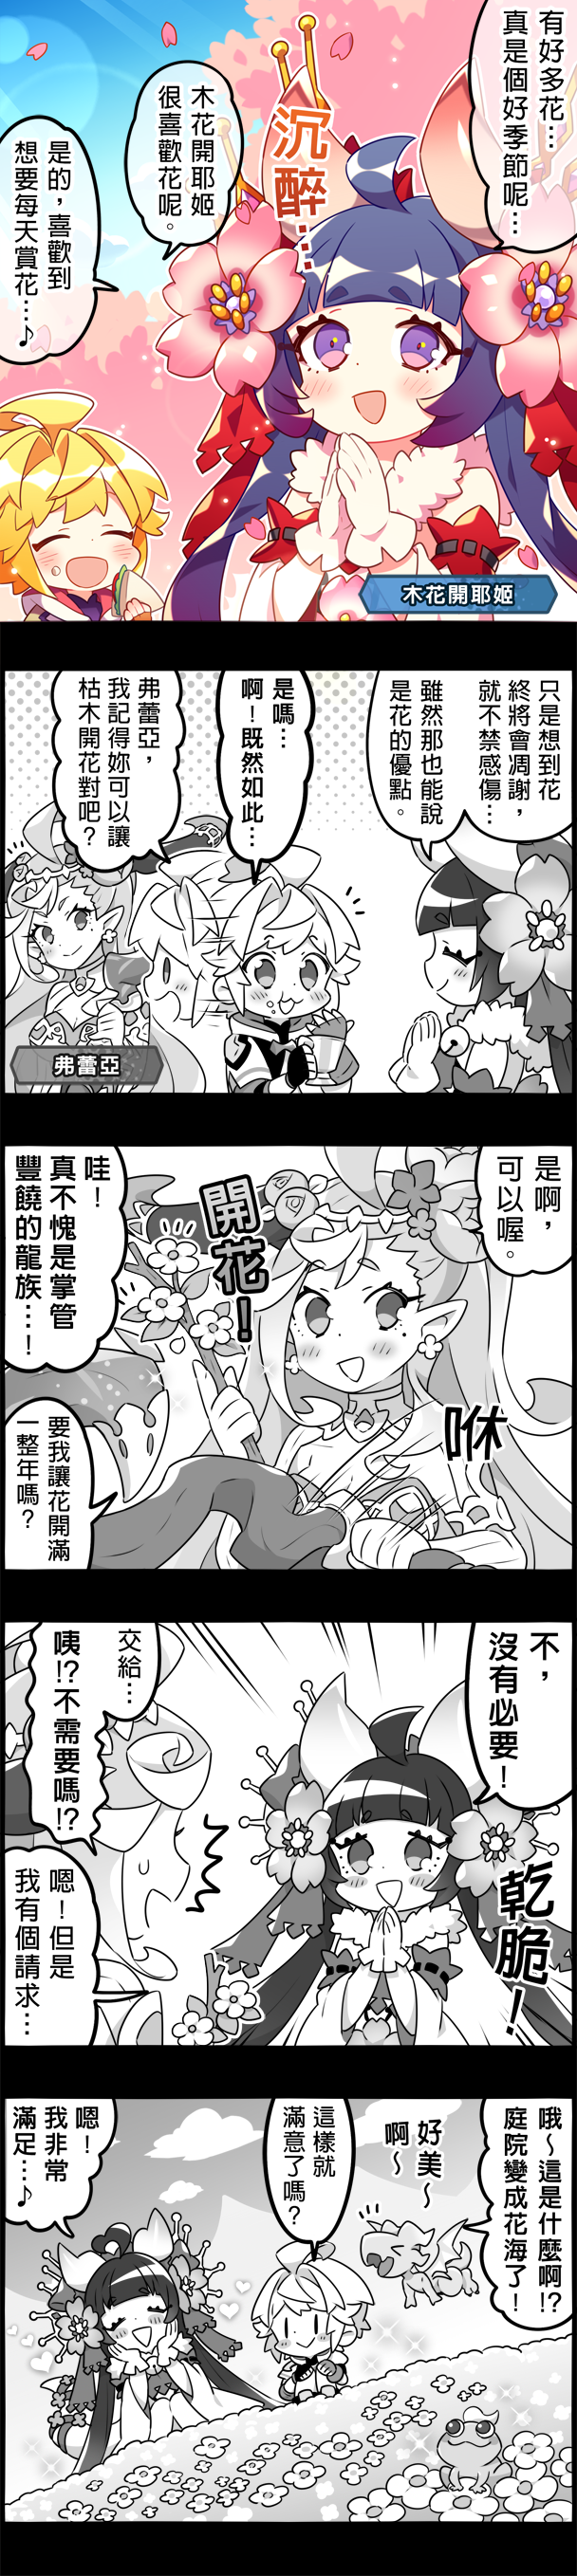 有好多花…
真是個好季節呢…
沉醉…
木花開耶姬
很喜歡花呢。
是的，喜歡到
想要每天賞花…♪
木花開耶姬
只是想到花
終將會凋謝，
就不禁感傷…
雖然那也能說
是花的優點。
是嗎…
啊！既然如此…
弗蕾亞，
我記得妳可以讓
枯木開花對吧？
弗蕾亞
是啊，
可以喔。
咻
開花！
哇！
真不愧是掌管
豐饒的龍族…！
要我讓花開滿
一整年嗎？
不，
沒有必要！
乾脆！
交給…
咦!?不需要嗎!?
嗯！但是
我有個請求…
哦～這是什麼啊!?
庭院變成花海了！
好美～
啊～
這樣就
滿意了嗎？
嗯！
我非常
滿足…♪